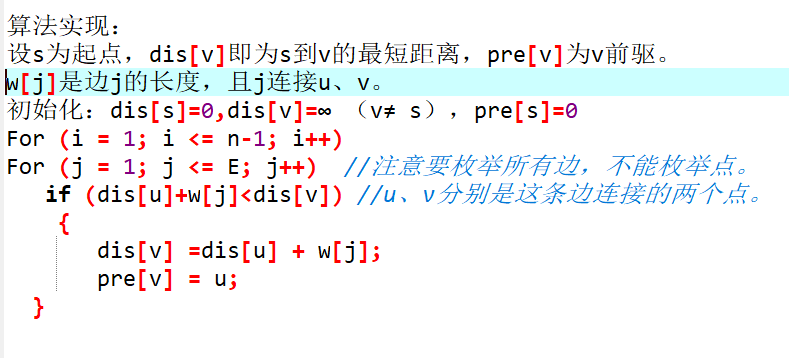 算法实现：
设s为起点，dis[v]即为s到v的最短距离，pre[v]为v前驱。
w[j]是边j的长度，且j连接u、v。
初始化：dis[s]=0,dis[v]=∞ （v≠ s），pre[s]=0
For (i = 1; i <= n-1; i++)
For (j = 1; j <= E; j++)  //注意要枚举所有边，不能枚举点。
   if (dis[u]+w[j]<dis[v]) //u、v分别是这条边连接的两个点。
    {
       dis[v] =dis[u] + w[j];
       pre[v] = u;
  }